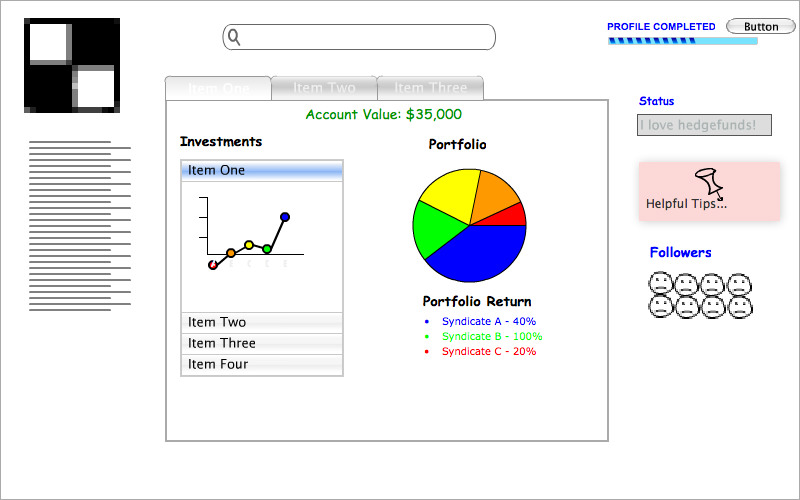 PROFILE COMPLETED
Button
Item One
Item Two
Item Three
Account Value: $35,000
Investments
Item One
Item Two
Item Three
Item Four
Portfolio
Portfolio Return
• Syndicate A - 40%
• Syndicate B - 100%
• Syndicate C - 20%
Status
I love hedgefunds!
Helpful Tips...
Followers